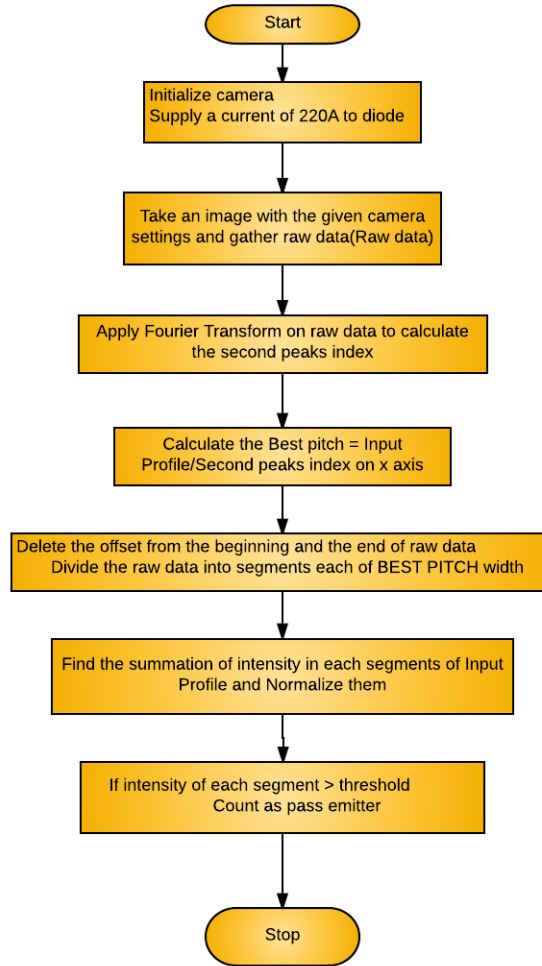 Start
Initialize camera
Supply a current of 220A to diode
Take an image with the given camera
settings and gather raw data(Raw data)
Apply Fourier Transform on raw data to calculate
the second peaks index
Calculate the Best pitch = Input
Profile/Second peaks index on x axis
Delete the offset from the beginning and the end of raw data
Divide the raw data into segments each of BEST PITCH width
Find the summation of intensity in each segments of Input
Profile and Normalize them
If intensity of each segment > threshold
Count as pass emitter
Stop